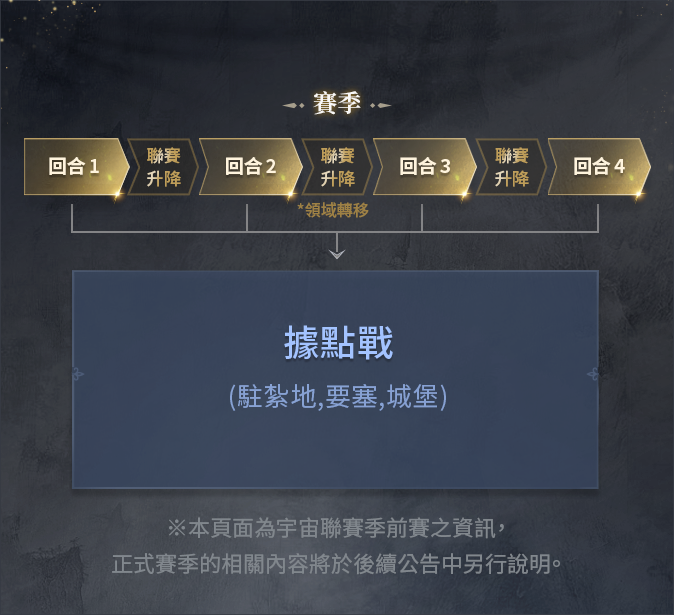 賽季
回合1
聯賽
升降
回合2
聯賽
升降
回合3
聯賽
升降
回合4
*領域轉移
據點戰
(駐紮地,要塞,城堡)
※本頁面為宇宙聯賽季前賽之資訊，
正式賽季的相關內容將於後續公告中另行說明。